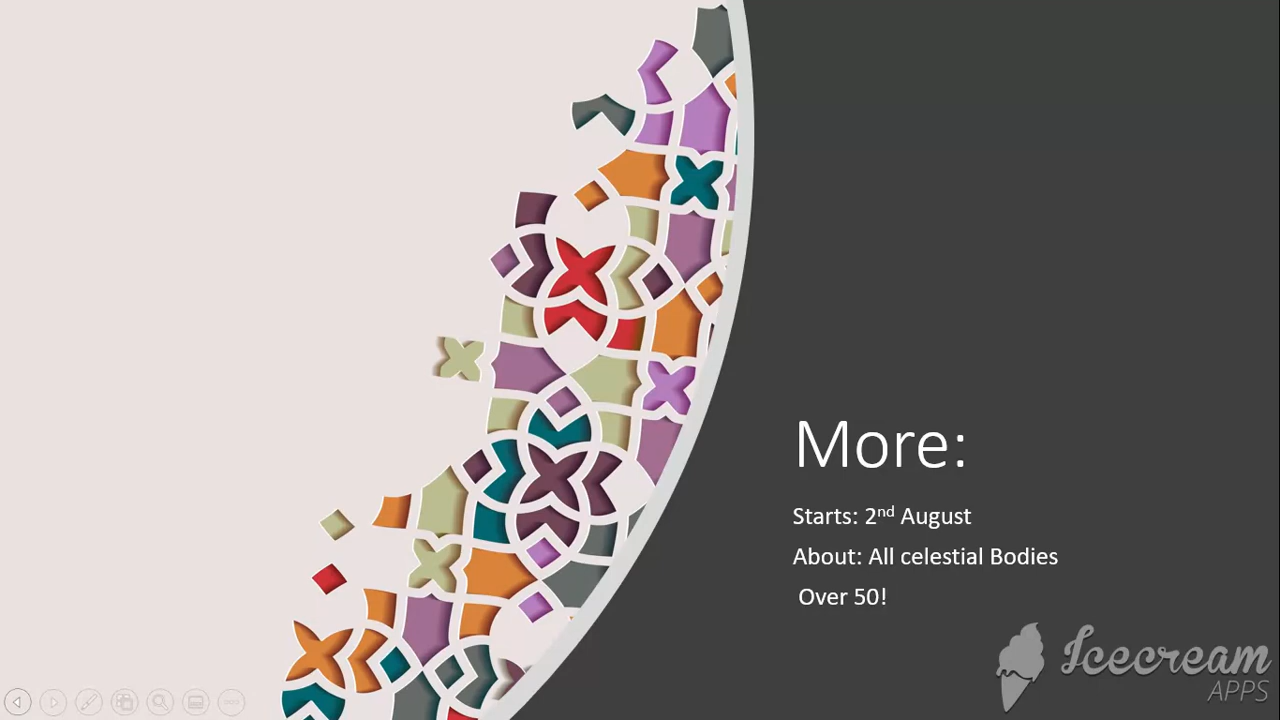 More:
Starts: 2nd August
About: All celestial Bodies
Over 50!
Icecream
APPS